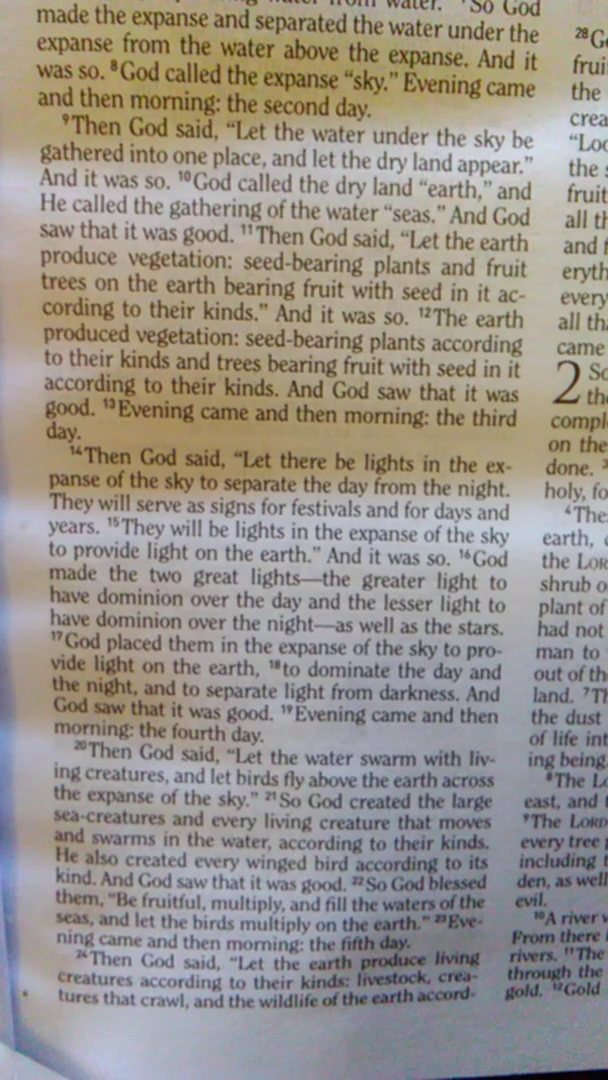 So God
made the expanse and separated the water under the
expanse from the water above the expanse. And it
was so. ⁸God called the expanse “sky.” Evening came
and then morning: the second day.
⁹Then God said, “Let the water under the sky be
gathered into one place, and let the dry land appear.”
And it was so. ¹⁰God called the dry land “earth,” and
He called the gathering of the water “seas.” And God
saw that it was good. ¹¹Then God said, “Let the earth
produce vegetation: seed-bearing plants and fruit
trees on the earth bearing fruit with seed in it ac-
cording to their kinds.” And it was so. ¹²The earth
produced vegetation: seed-bearing plants according
to their kinds and trees bearing fruit with seed in it
according to their kinds. And God saw that it was
good. ¹³Evening came and then morning: the third
day.
¹⁴Then God said, “Let there be lights in the ex-
panse of the sky to separate the day from the night.
They will serve as signs for festivals and for days and
years. ¹⁵They will be lights in the expanse of the sky
to provide light on the earth.” And it was so. ¹⁶God
made the two great lights—the greater light to
have dominion over the day and the lesser light to
have dominion over the night—as well as the stars.
¹⁷God placed them in the expanse of the sky to pro-
vide light on the earth, ¹⁸to dominate the day and
the night, and to separate light from darkness. And
God saw that it was good. ¹⁹Evening came and then
morning: the fourth day.
²⁰Then God said, “Let the water swarm with liv-
ing creatures, and let birds fly above the earth across
the expanse of the sky.” ²¹So God created the large
sea-creatures and every living creature that moves
and swarms in the water, according to their kinds.
He also created every winged bird according to its
kind. And God saw that it was good. ²²So God blessed
them, “Be fruitful, multiply, and fill the waters of the
seas, and let the birds multiply on the earth.” ²³Eve-
ning came and then morning: the fifth day.
²⁴Then God said, “Let the earth produce living
creatures according to their kinds: livestock, crea-
tures that crawl, and the wildlife of the earth accord-
²⁸G
frui
the
crea
“Loo
the s
fruit
all th
and f
eryth
every
all tha
came
2 So
the
compl
on the
done.
holy, fo
⁴The
earth,
the LOR
shrub o
plant of
had not
man to
out of th
land. ⁷Th
the dust
of life int
ing being.
⁸The LO
east, and
⁹The LORD
every tree
including t
den, as well
evil.
¹⁰A river w
From there
rivers. ¹¹The
through the
gold. ¹²Gold